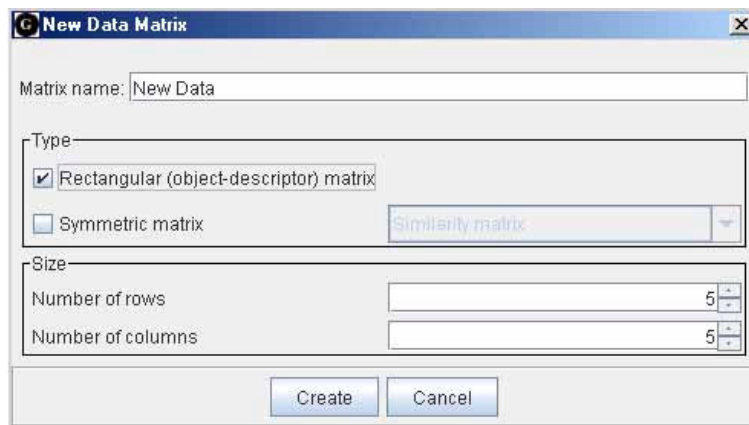 G New Data Matrix
Matrix name: New Data
Type
Rectangular (object-descriptor) matrix
Symmetric matrix Similarity matrix
Size
Number of rows 5
Number of columns 5
Create Cancel